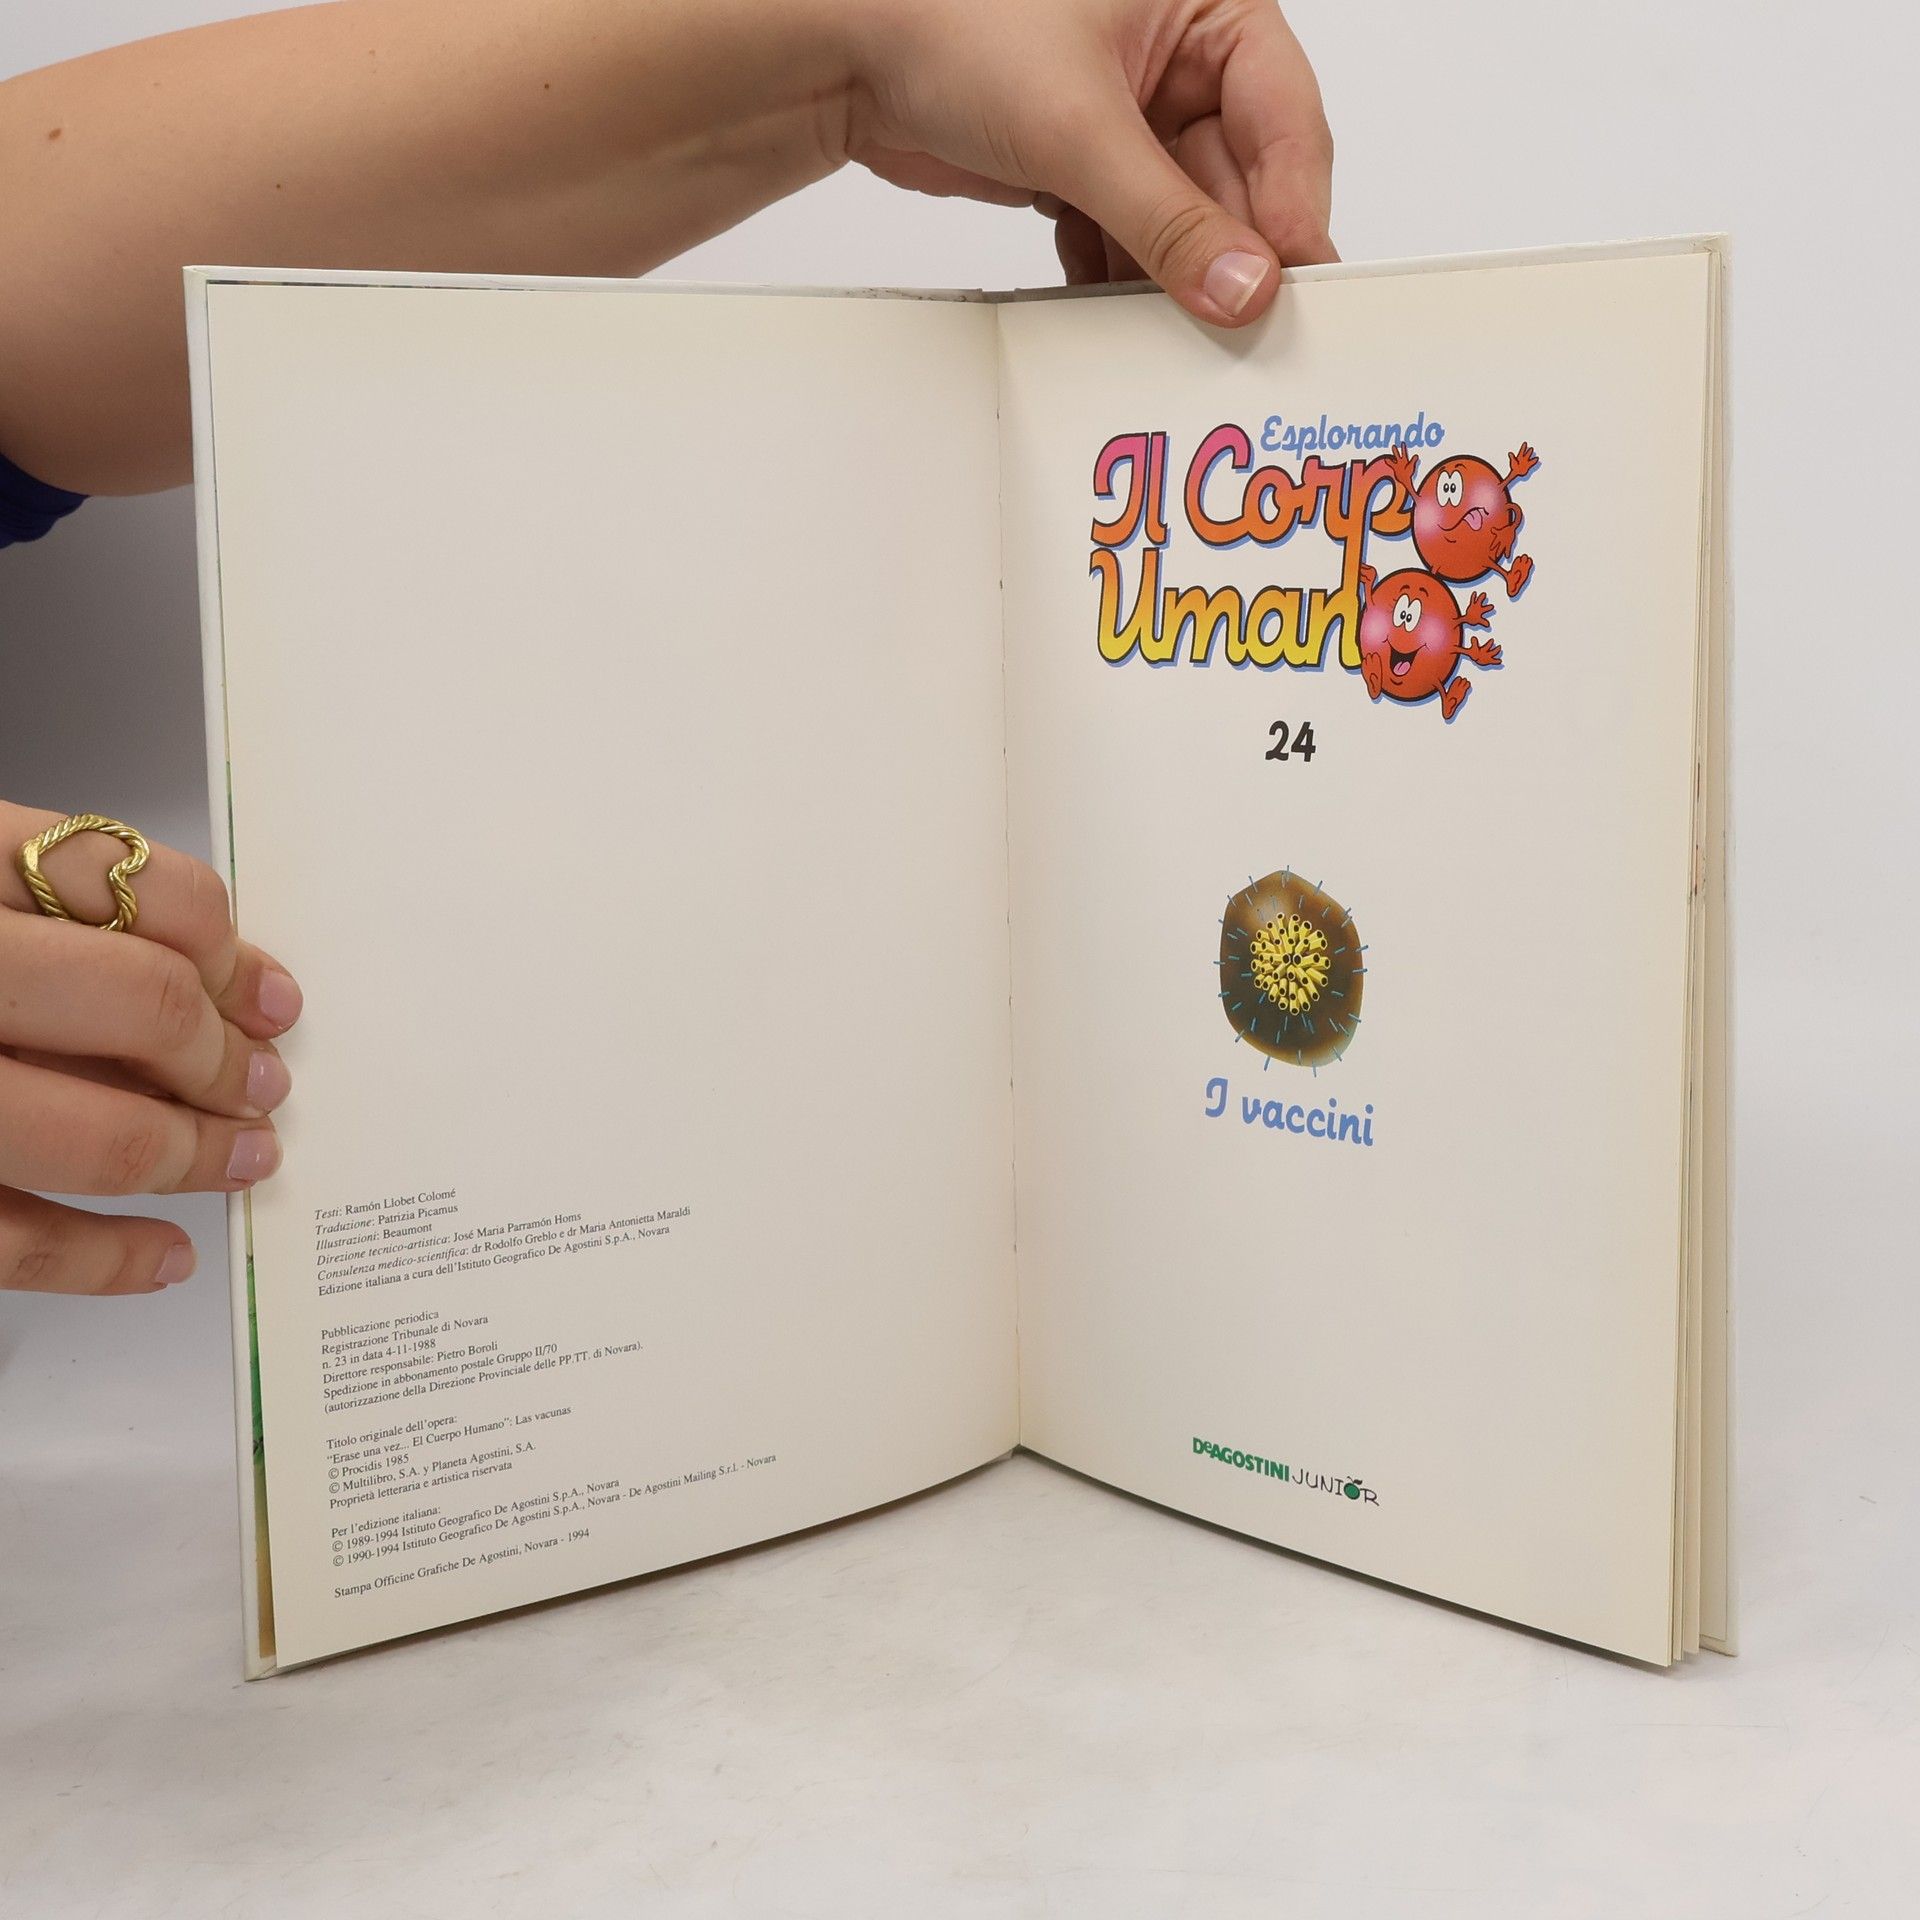 Testi: Ramón Llobet Colomé
Traduzione: Patrizia Picamus
Illustrazioni: Beaumont
Direzione tecnico-artistica: José Maria Parramón Homs
Consulenza medico-scientifica: dr Rodolfo Greblo e dr Maria Antonietta Maraldi
Edizione italiana a cura dell'Istituto Geografico De Agostini S.p.A., Novara
Pubblicazione periodica
Registrazione Tribunale di Novara
n. 23 in data 4-11-1988
Direttore responsabile: Pietro Boroli
Spedizione in abbonamento postale Gruppo II/70
(autorizzazione della Direzione Provinciale delle PP.TT. di Novara).
Titolo originale dell'opera:
"Erase una vez... El Cuerpo Humano": Las vacunas
© Procidis 1985
© Multilibro, S.A. y Planeta Agostini, S.A.
Proprietà letteraria e artistica riservata
Per l'edizione italiana:
© 1989-1994 Istituto Geografico De Agostini S.p.A., Novara
© 1990-1994 Istituto Geografico De Agostini S.p.A., Novara - De Agostini Mailing S.r.l. - Novara
Stampa Officine Grafiche De Agostini, Novara - 1994
Esplorando
Il Corpo
Umano
24
I vaccini
DeAGOSTINI JUNIOR